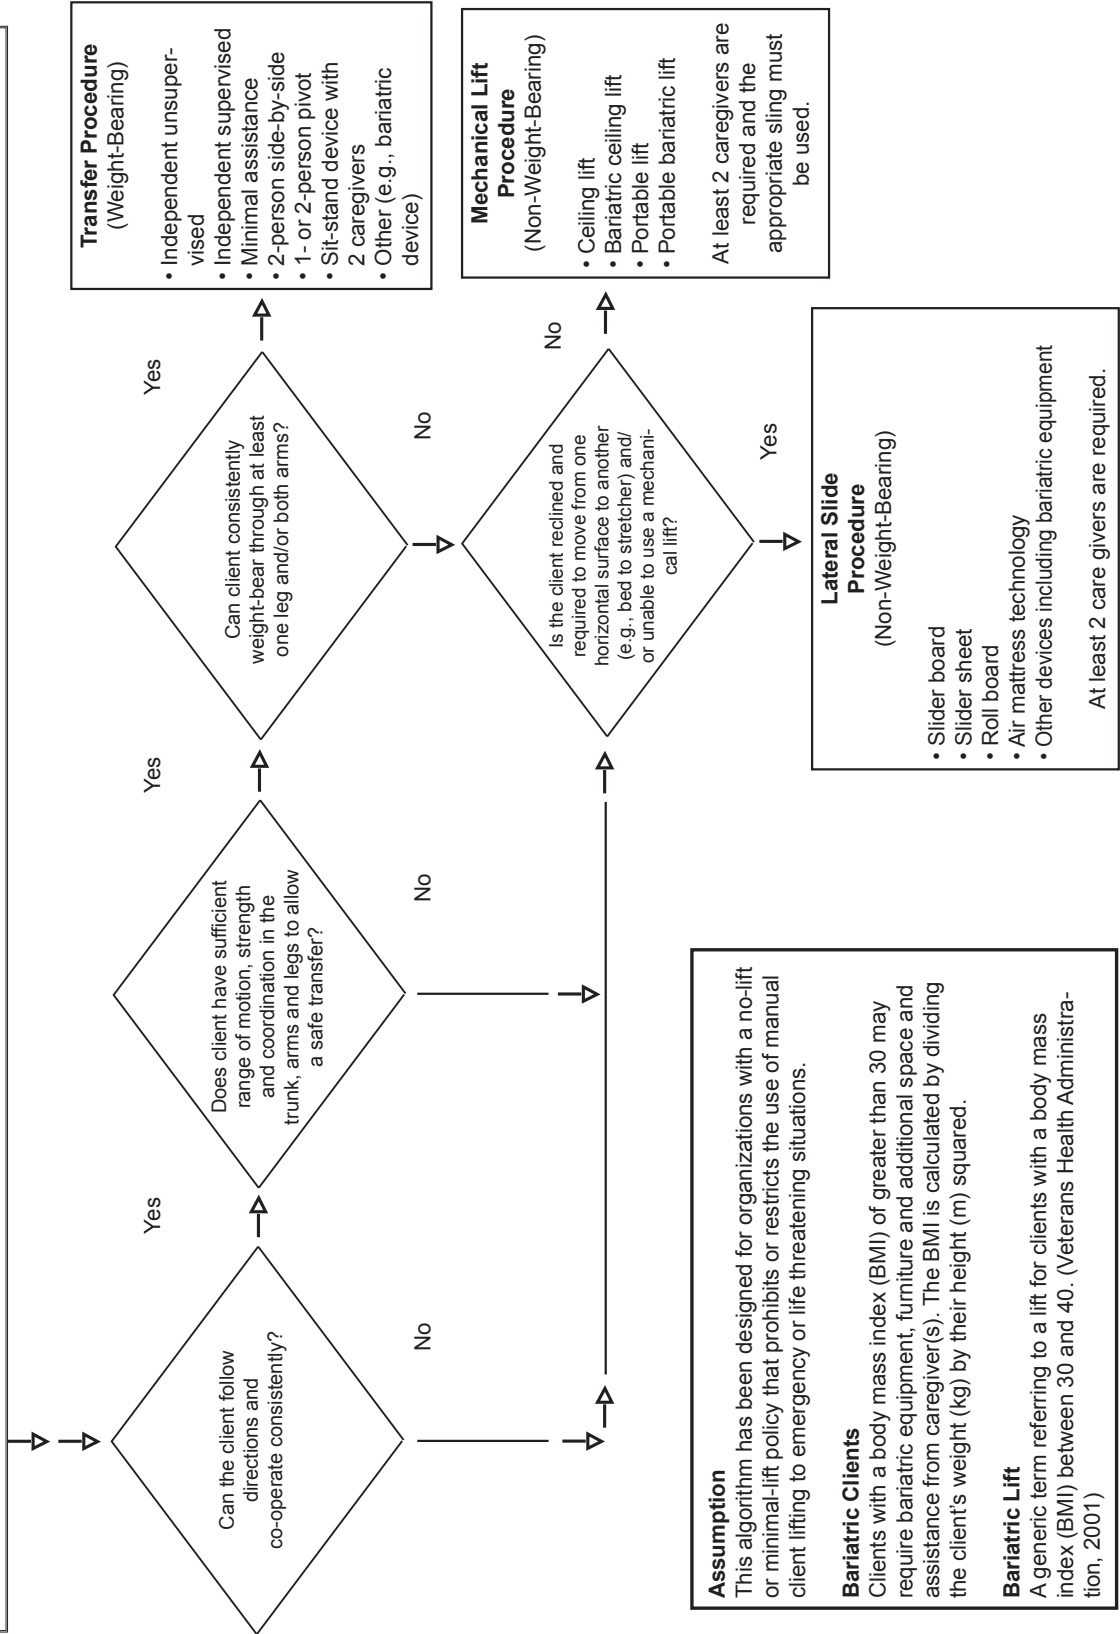 Can the client follow
directions and
co-operate consistently?
Yes
No
Does client have sufficient
range of motion, strength
and coordination in the
trunk, arms and legs to allow
a safe transfer?
Yes
No
Can client consistently
weight-bear through at least
one leg and/or both arms?
Yes
No
Transfer Procedure
(Weight-Bearing)
• Independent unsuper-
vised
• Independent supervised
• Minimal assistance
• 2-person side-by-side
• 1- or 2-person pivot
• Sit-stand device with
2 caregivers
• Other (e.g., bariatric
device)
Is the client reclined and
required to move from one
horizontal surface to another
(e.g., bed to stretcher) and/
or unable to use a mechani-
cal lift?
No
Yes
Mechanical Lift
Procedure
(Non-Weight-Bearing)
• Ceiling lift
• Bariatric ceiling lift
• Portable lift
• Portable bariatric lift
At least 2 caregivers are
required and the
appropriate sling must
be used.
Lateral Slide
Procedure
(Non-Weight-Bearing)
• Slider board
• Slider sheet
• Roll board
• Air mattress technology
• Other devices including bariatric equipment
At least 2 care givers are required.
Assumption
This algorithm has been designed for organizations with a no-lift
or minimal-lift policy that prohibits or restricts the use of manual
client lifting to emergency or life threatening situations.
Bariatric Clients
Clients with a body mass index (BMI) of greater than 30 may
require bariatric equipment, furniture and additional space and
assistance from caregiver(s). The BMI is calculated by dividing
the client's weight (kg) by their height (m) squared.
Bariatric Lift
A generic term referring to a lift for clients with a body mass
index (BMI) between 30 and 40. (Veterans Health Administra-
tion, 2001)